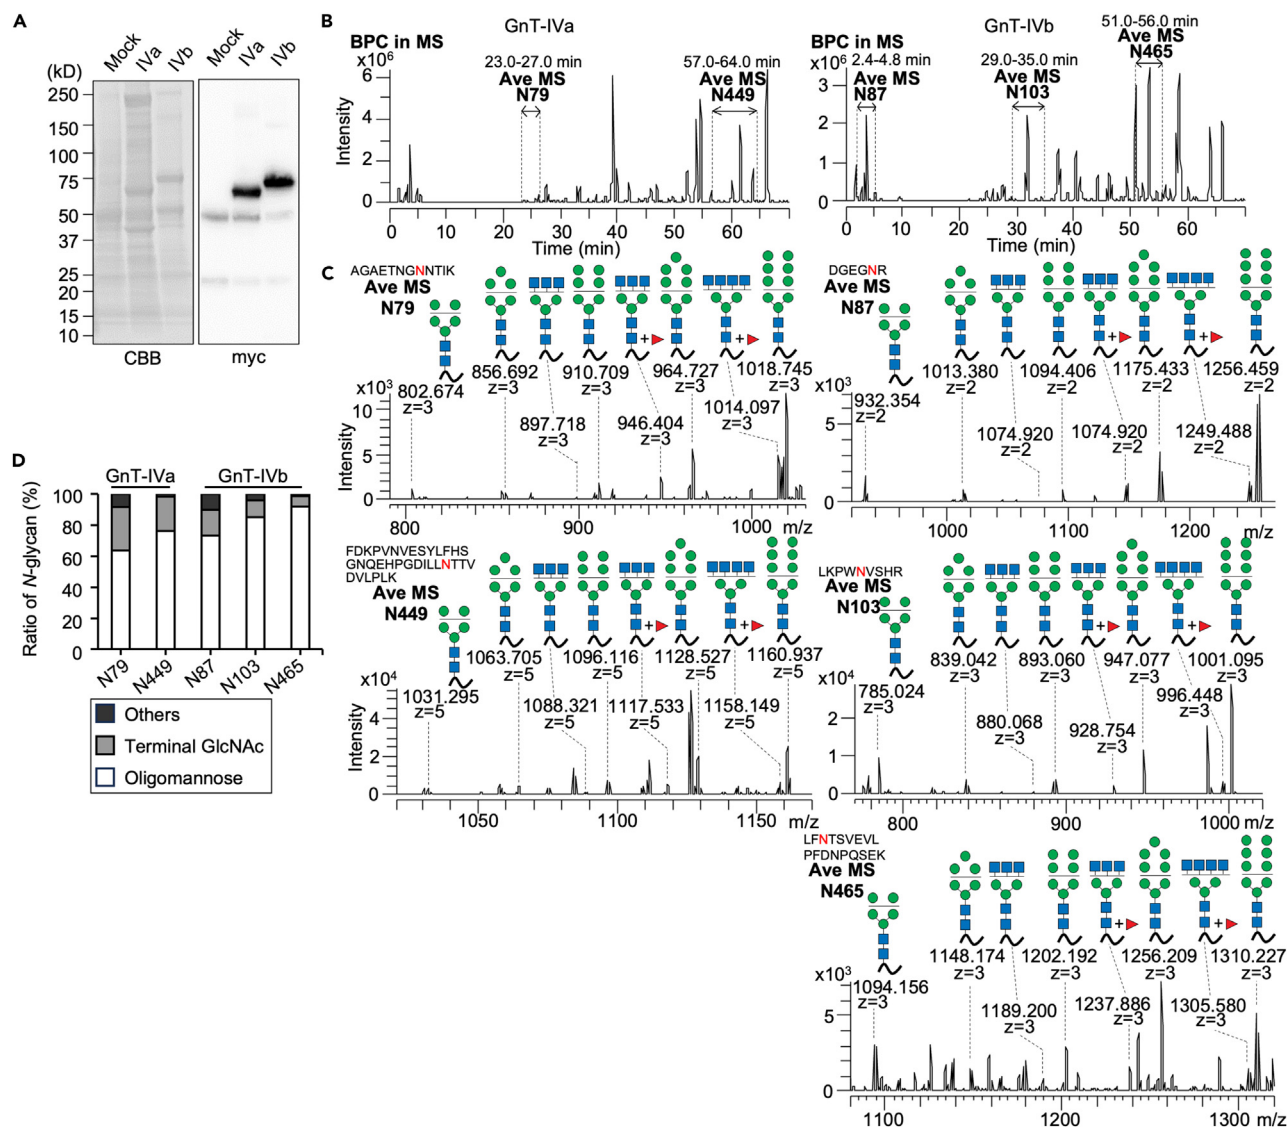 A
Mock
IVa
IVb
Mock
IVa
IVb
(kD)
250
150
100
75
50
37
25
20
15
10
CBB
myc
B
GnT-IVa
BPC in MS
x10⁶
23.0-27.0 min
Ave MS
N79
57.0-64.0 min
Ave MS
N449
Intensity
6
4
2
0
0 10 20 30 40 50 60
Time (min)
GnT-IVb
BPC in MS
x10⁶
2.4-4.8 min
Ave MS
N87
29.0-35.0 min
Ave MS
N103
51.0-56.0 min
Ave MS
N465
3
2
1
0
0 10 20 30 40 50 60
Time (min)
C
AGAETNGNNTIK
Ave MS
N79
802.674
z=3
856.692
z=3
897.718
z=3
910.709
z=3
+
946.404
z=3
964.727
z=3
+
1014.097
z=3
1018.745
z=3
x10³
Intensity
10
5
0
800 900 1000 m/z
DGEGNR
Ave MS
N87
932.354
z=2
1013.380
z=2
1074.920
z=2
1094.406
z=2
+
1074.920
z=2
1175.433
z=2
+
1249.488
z=2
1256.459
z=2
x10³
5
0
1000 1100 1200 m/z
FDKPVNVESYLFHS
GNQEHPGDILLNTTV
DVLPLK
Ave MS
N449
1031.295
z=5
1063.705
z=5
1088.321
z=5
1096.116
z=5
+
1117.533
z=5
1128.527
z=5
+
1158.149
z=5
1160.937
z=5
x10⁴
Intensity
4
2
0
1050 1100 1150 m/z
LKPWNVSHR
Ave MS
N103
785.024
z=3
839.042
z=3
880.068
z=3
893.060
z=3
+
928.754
z=3
947.077
z=3
+
996.448
z=3
1001.095
z=3
x10⁴
2
0
800 900 1000 m/z
LFNTSVEVL
PFDNPQSEK
Ave MS
N465
1094.156
z=3
1148.174
z=3
1189.200
z=3
1202.192
z=3
+
1237.886
z=3
1256.209
z=3
+
1305.580
z=3
1310.227
z=3
x10³
5
0
1100 1200 1300 m/z
D
GnT-IVa
GnT-IVb
Ratio of N-glycan (%)
100
80
60
40
20
0
N79
N449
N87
N103
N465
Others
Terminal GlcNAc
Oligomannose